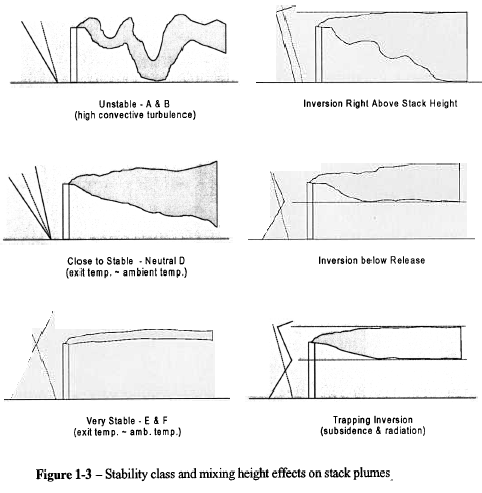 Unstable - A & B
(high convective turbulence)
Inversion Right Above Stack Height
Close to Stable - Neutral D
(exit temp. ~ ambient temp.)
Inversion below Release
Very Stable - E & F
(exit temp. ~ amb. temp.)
Trapping Inversion
(subsidence & radiation)
Figure 1-3 – Stability class and mixing height effects on stack plumes.